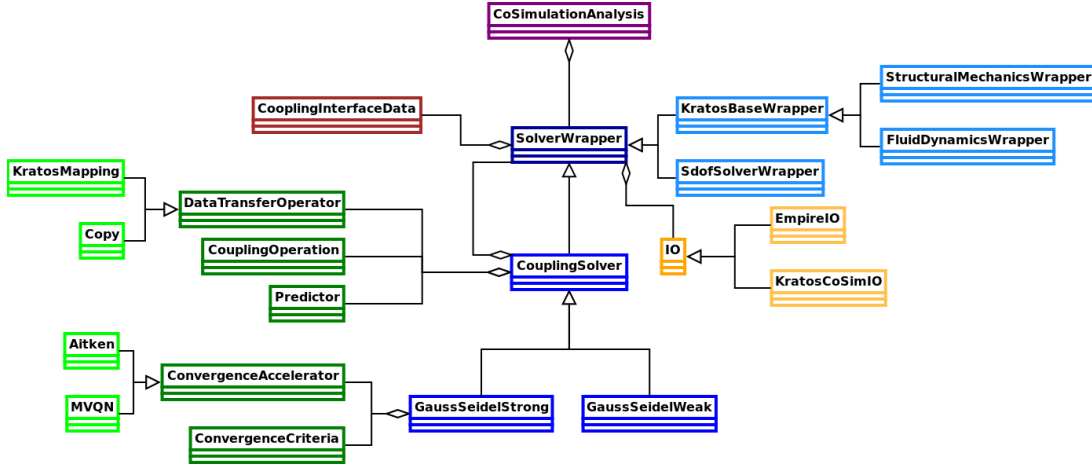 CoSimulationAnalysis
StructuralMechanicsWrapper
CooplingInterfaceData
KratosBaseWrapper
SolverWrapper
FluidDynamicsWrapper
KratosMapping
SdofSolverWrapper
DataTransferOperator
EmpireIO
Copy
CouplingOperation
IO
CouplingSolver
KratosCoSimIO
Predictor
Aitken
ConvergenceAccelerator
MVQN
GaussSeidelStrong
GaussSeidelWeak
ConvergenceCriteria